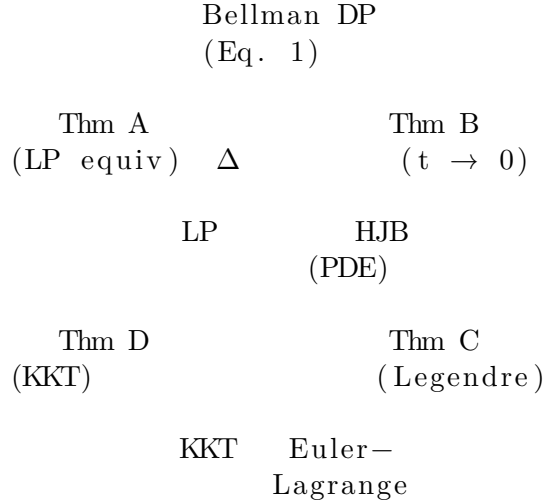 Bellman DP
(Eq. 1)
Thm A Thm B
(LP equiv) Δ (t → 0)
LP HJB
(PDE)
Thm D Thm C
(KKT) (Legendre)
KKT Euler−
Lagrange